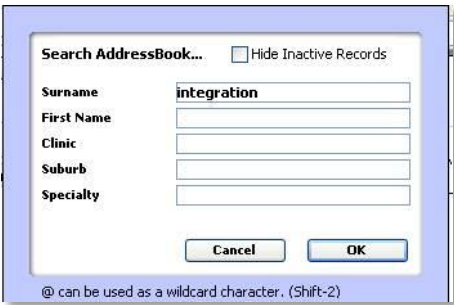 Search AddressBook... Hide Inactive Records
Surname integration
First Name
Clinic
Suburb
Specialty
Cancel OK
@ can be used as a wildcard character. (Shift-2)